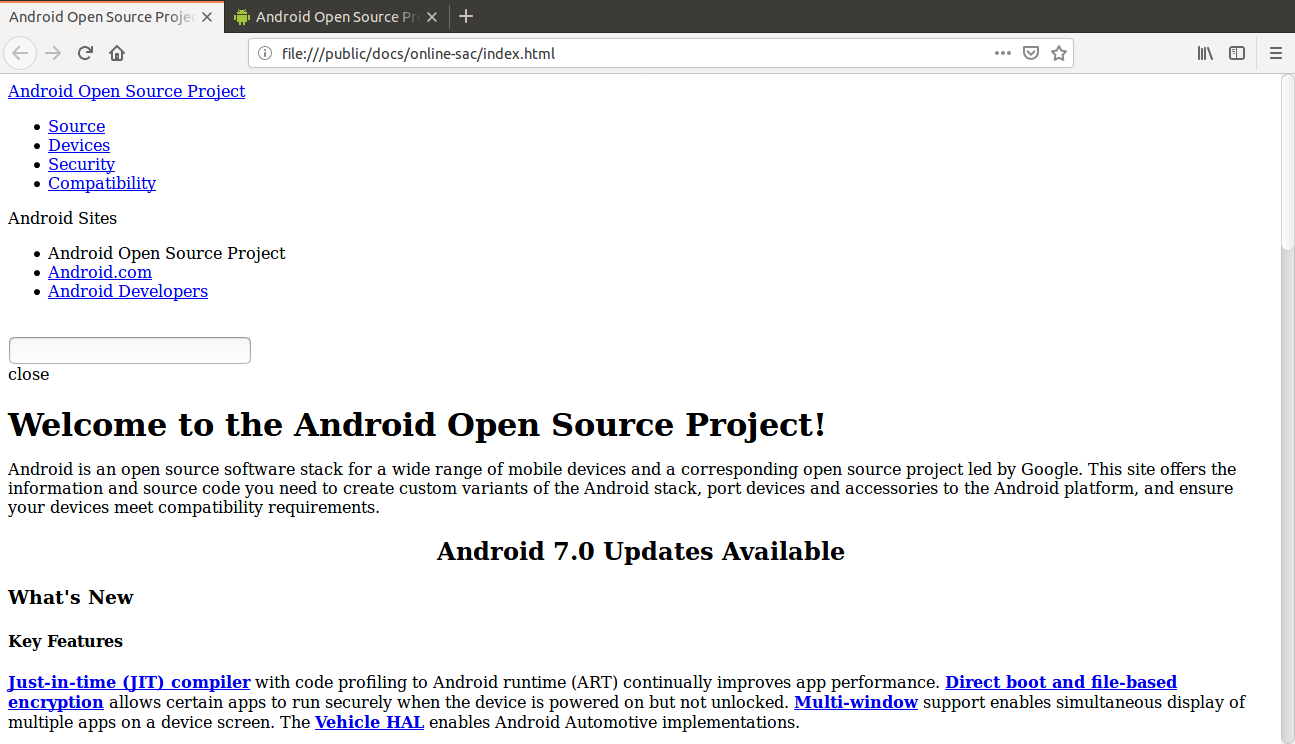 Android Open Source Projec
Android Open Source Pr
file:///public/docs/online-sac/index.html
Android Open Source Project
Source
Devices
Security
Compatibility
Android Sites
Android Open Source Project
Android.com
Android Developers
close
Welcome to the Android Open Source Project!
Android is an open source software stack for a wide range of mobile devices and a corresponding open source project led by Google. This site offers the
information and source code you need to create custom variants of the Android stack, port devices and accessories to the Android platform, and ensure
your devices meet compatibility requirements.
Android 7.0 Updates Available
What's New
Key Features
Just-in-time (JIT) compiler with code profiling to Android runtime (ART) continually improves app performance. Direct boot and file-based
encryption allows certain apps to run securely when the device is powered on but not unlocked. Multi-window support enables simultaneous display of
multiple apps on a device screen. The Vehicle HAL enables Android Automotive implementations.